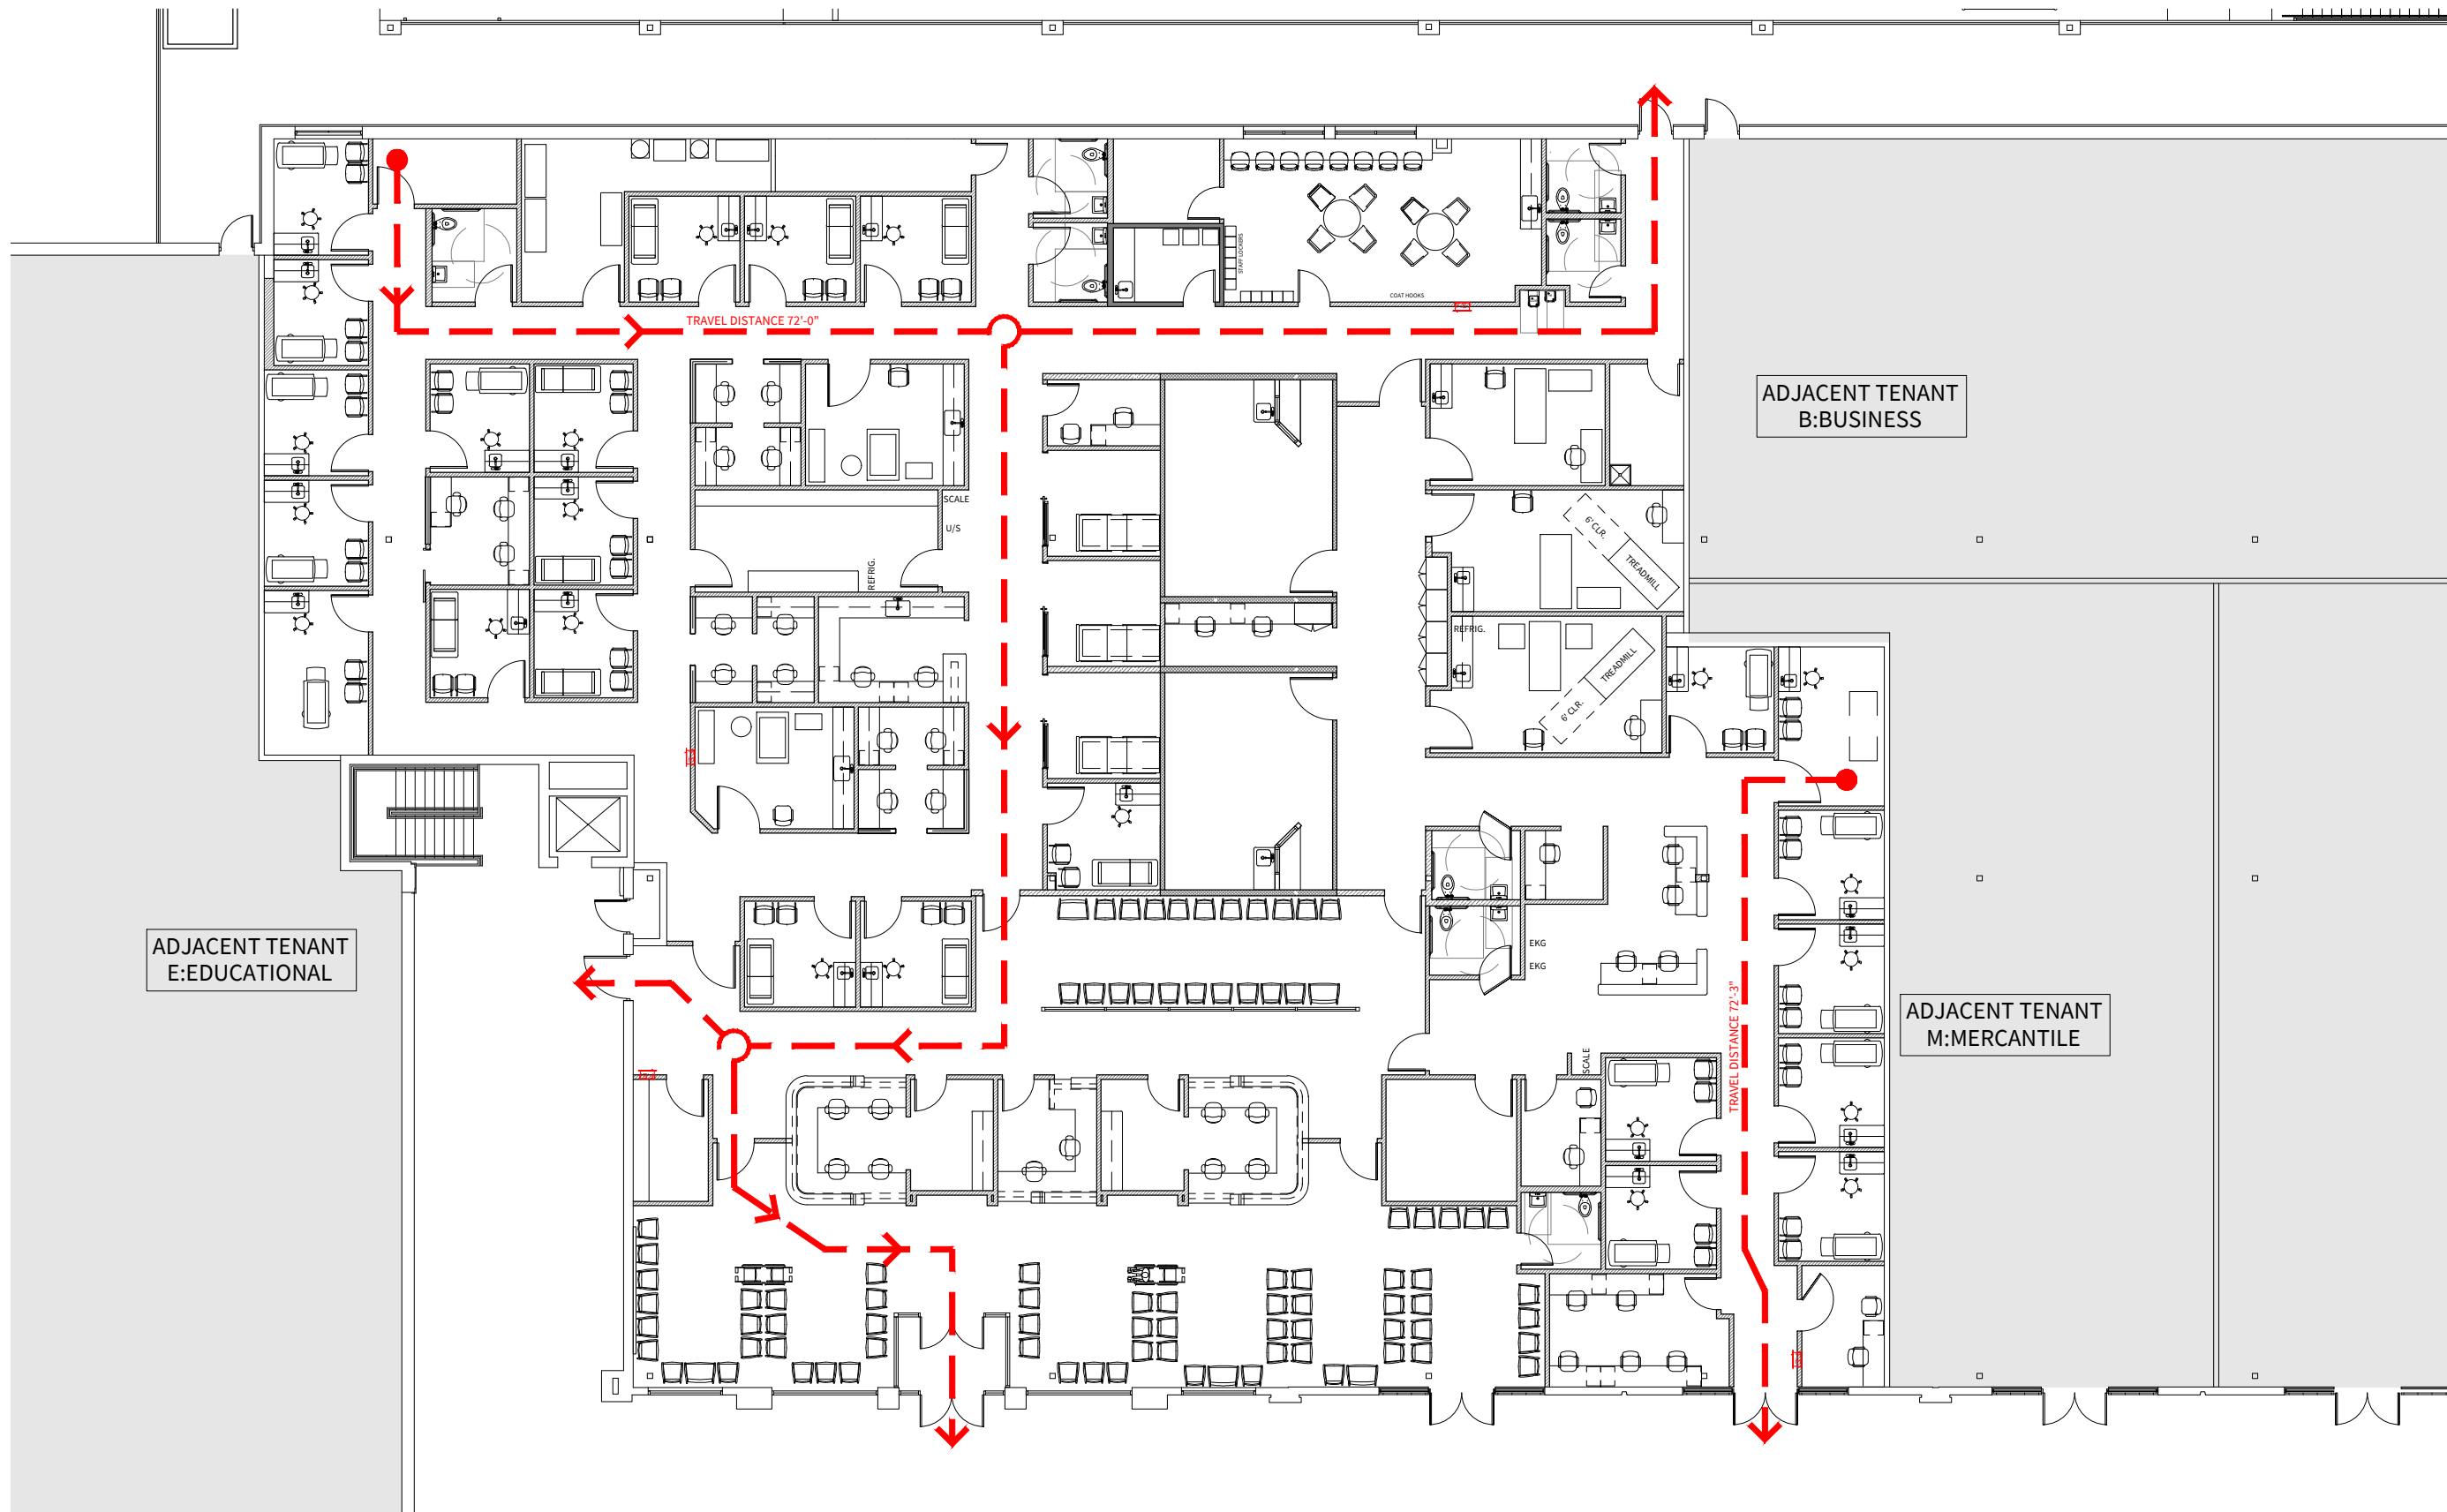 STAFF LOCKERS
COAT HOOKS
TRAVEL DISTANCE 72'-0"
ADJACENT TENANT
B:BUSINESS
SCALE
U/S
REFRIG.
6' CLR.
TREADMILL
REFRIG.
TREADMILL
6' CLR.
ADJACENT TENANT
E:EDUCATIONAL
EKG
EKG
TRAVEL DISTANCE 72'-3"
ADJACENT TENANT
M:MERCANTILE
SCALE